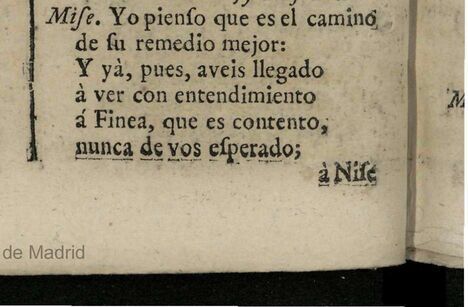 Miſe. Yo pienſo que es el camino
de ſu remedio mejor:
Y yà, pues, aveis llegado
à ver con entendimiento
á Finea, que es contento,
nunca de vos eſperado;
à Niſe
de Madrid
M